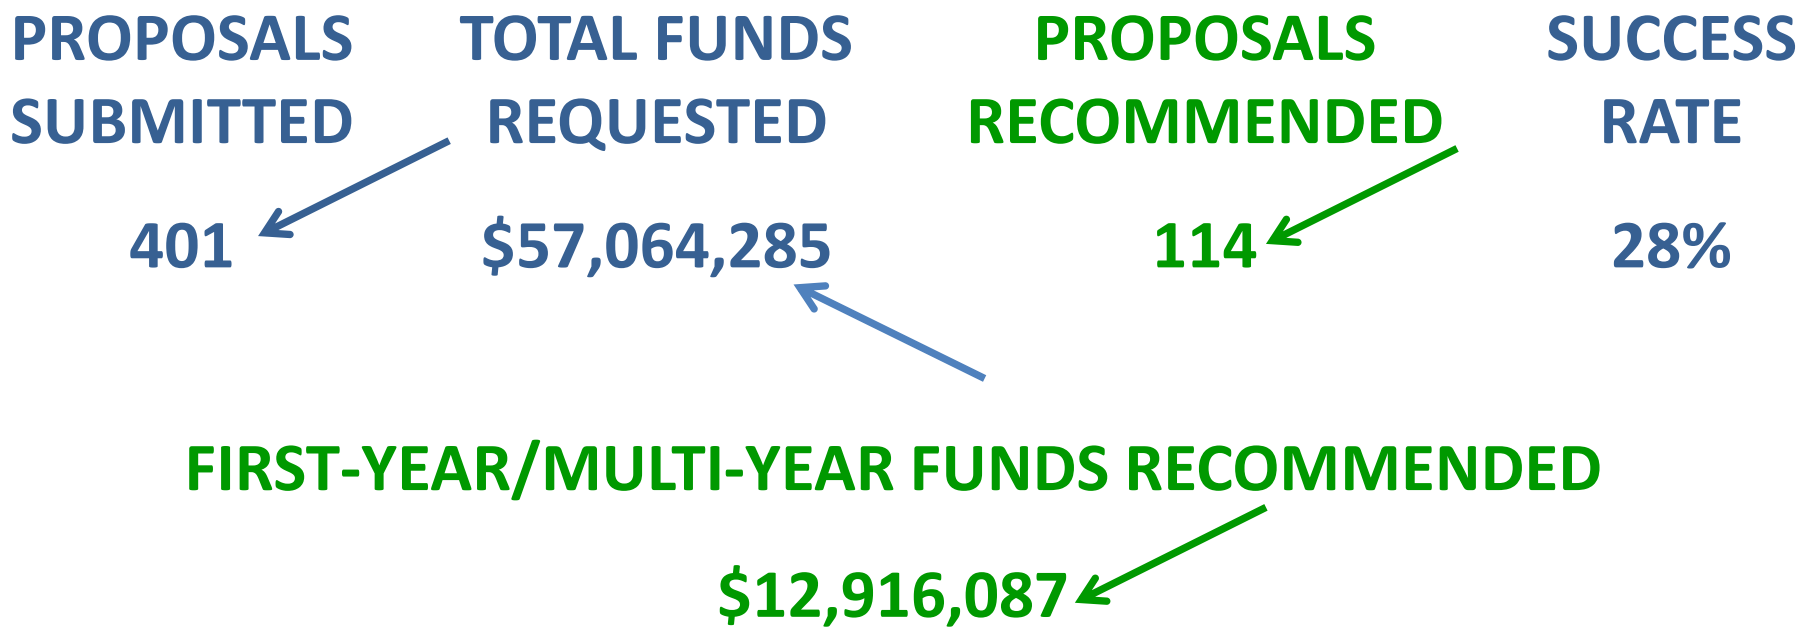 PROPOSALS SUBMITTED
TOTAL FUNDS REQUESTED
PROPOSALS RECOMMENDED
SUCCESS RATE
401
$57,064,285
114
28%
FIRST-YEAR/MULTI-YEAR FUNDS RECOMMENDED
$12,916,087